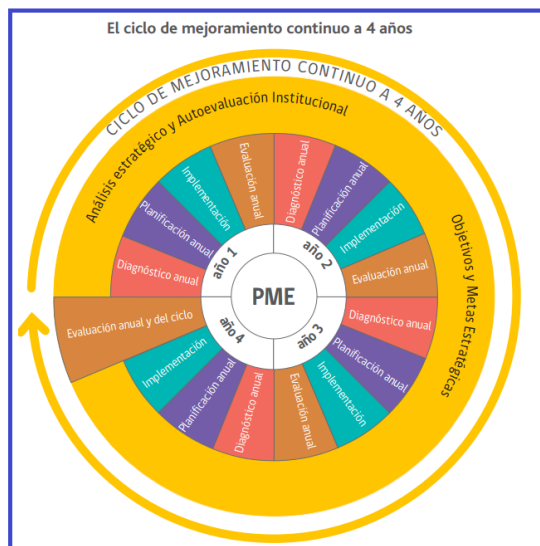 El ciclo de mejoramiento continuo a 4 años
CICLO DE MEJORAMIENTO CONTINUO A 4 AÑOS
Análisis estratégico y Autoevaluación Institucional
Objetivos y Metas Estratégicas
PME
año 1
Diagnóstico anual
Planificación anual
Implementación
Evaluación anual
año 2
Diagnóstico anual
Planificación anual
Implementación
Evaluación anual
año 3
Diagnóstico anual
Planificación anual
Implementación
Evaluación anual
año 4
Diagnóstico anual
Planificación anual
Implementación
Evaluación anual y del ciclo